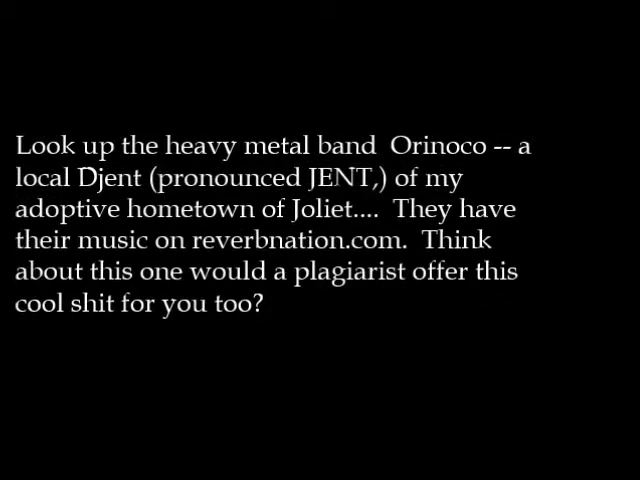 Look up the heavy metal band  Orinoco -- a
local Djent (pronounced JENT,) of my
adoptive hometown of Joliet....  They have
their music on reverbnation.com.  Think
about this one would a plagiarist offer this
cool shit for you too?